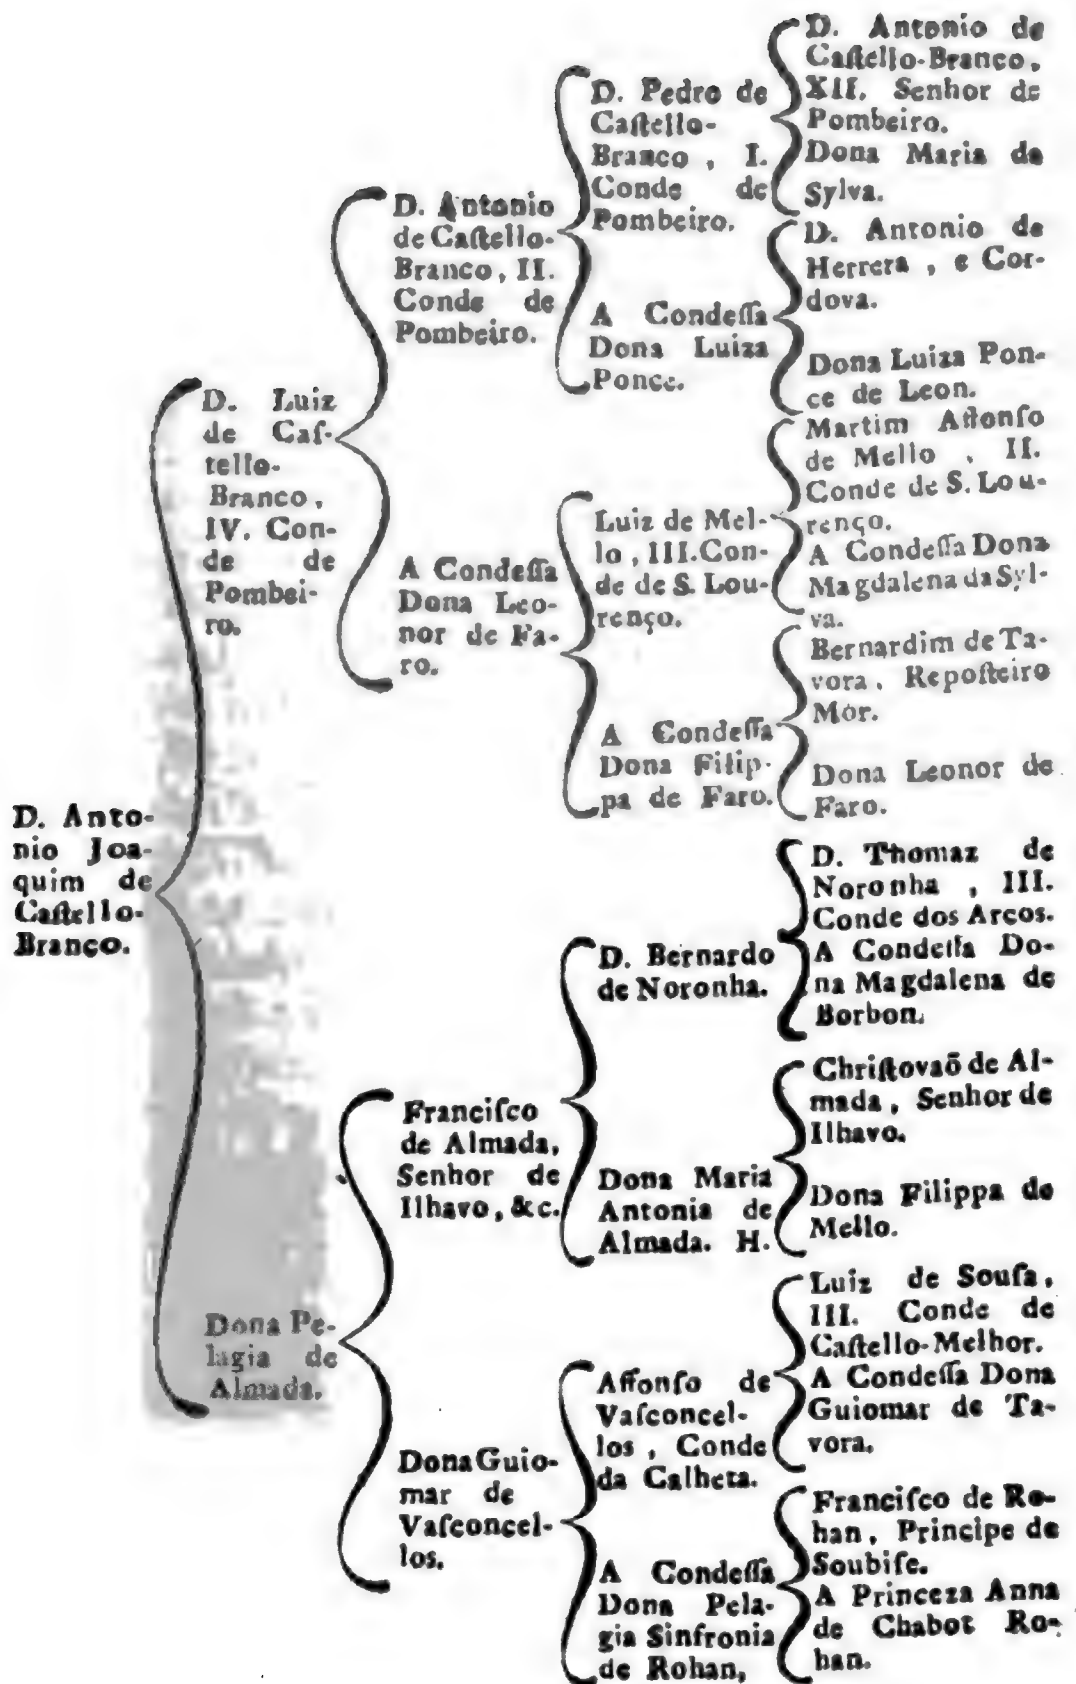 D. Anto-
nio Joa-
quim de
Caſtello-
Branco.
D. Luiz
de Caſ-
tello-
Branco,
IV. Con-
de de
Pombei-
ro.
Dona Pe-
lagia de
Almada.
D. Antonio
de Caſtello-
Branco, II.
Conde de
Pombeiro.
A Condeſſa
Dona Leo-
nor de Fa-
ro.
Franciſco
de Almada,
Senhor de
Ilhavo, &c.
Dona Guio-
mar de
Vaſconcel-
los.
D. Pedro de
Caſtello-
Branco, I.
Conde de
Pombeiro.
A Condeſſa
Dona Luiza
Ponce.
Luiz de Mel-
lo, III. Con-
de de S. Lou-
renço.
A Condeſſa
Dona Filip-
pa de Faro.
D. Bernardo
de Noronha.
Dona Maria
Antonia de
Almada. H.
Affonſo de
Vaſconcel-
los, Conde
da Calheta.
A Condeſſa
Dona Pela-
gia Sinfronia
de Rohan,
D. Antonio de
Caſtello-Branco,
XII. Senhor de
Pombeiro.
Dona Maria da
Sylva.
D. Antonio de
Herrera, e Cor-
dova.
Dona Luiza Pon-
ce de Leon.
Martim Affonſo
de Mello, II.
Conde de S. Lou-
renço.
A Condeſſa Dona
Magdalena da Syl-
va.
Bernardim de Ta-
vora, Repoſteiro
Mór.
Dona Leonor de
Faro.
D. Thomaz de
Noronha, III.
Conde dos Arcos.
A Condeſſa Do-
na Magdalena de
Borbon.
Chriſtovaõ de Al-
mada, Senhor de
Ilhavo.
Dona Filippa de
Mello.
Luiz de Souſa,
III. Conde de
Caſtello-Melhor.
A Condeſſa Dona
Guiomar de Ta-
vora.
Franciſco de Ro-
han, Principe de
Soubiſe.
A Princeza Anna
de Chabot Ro-
han.